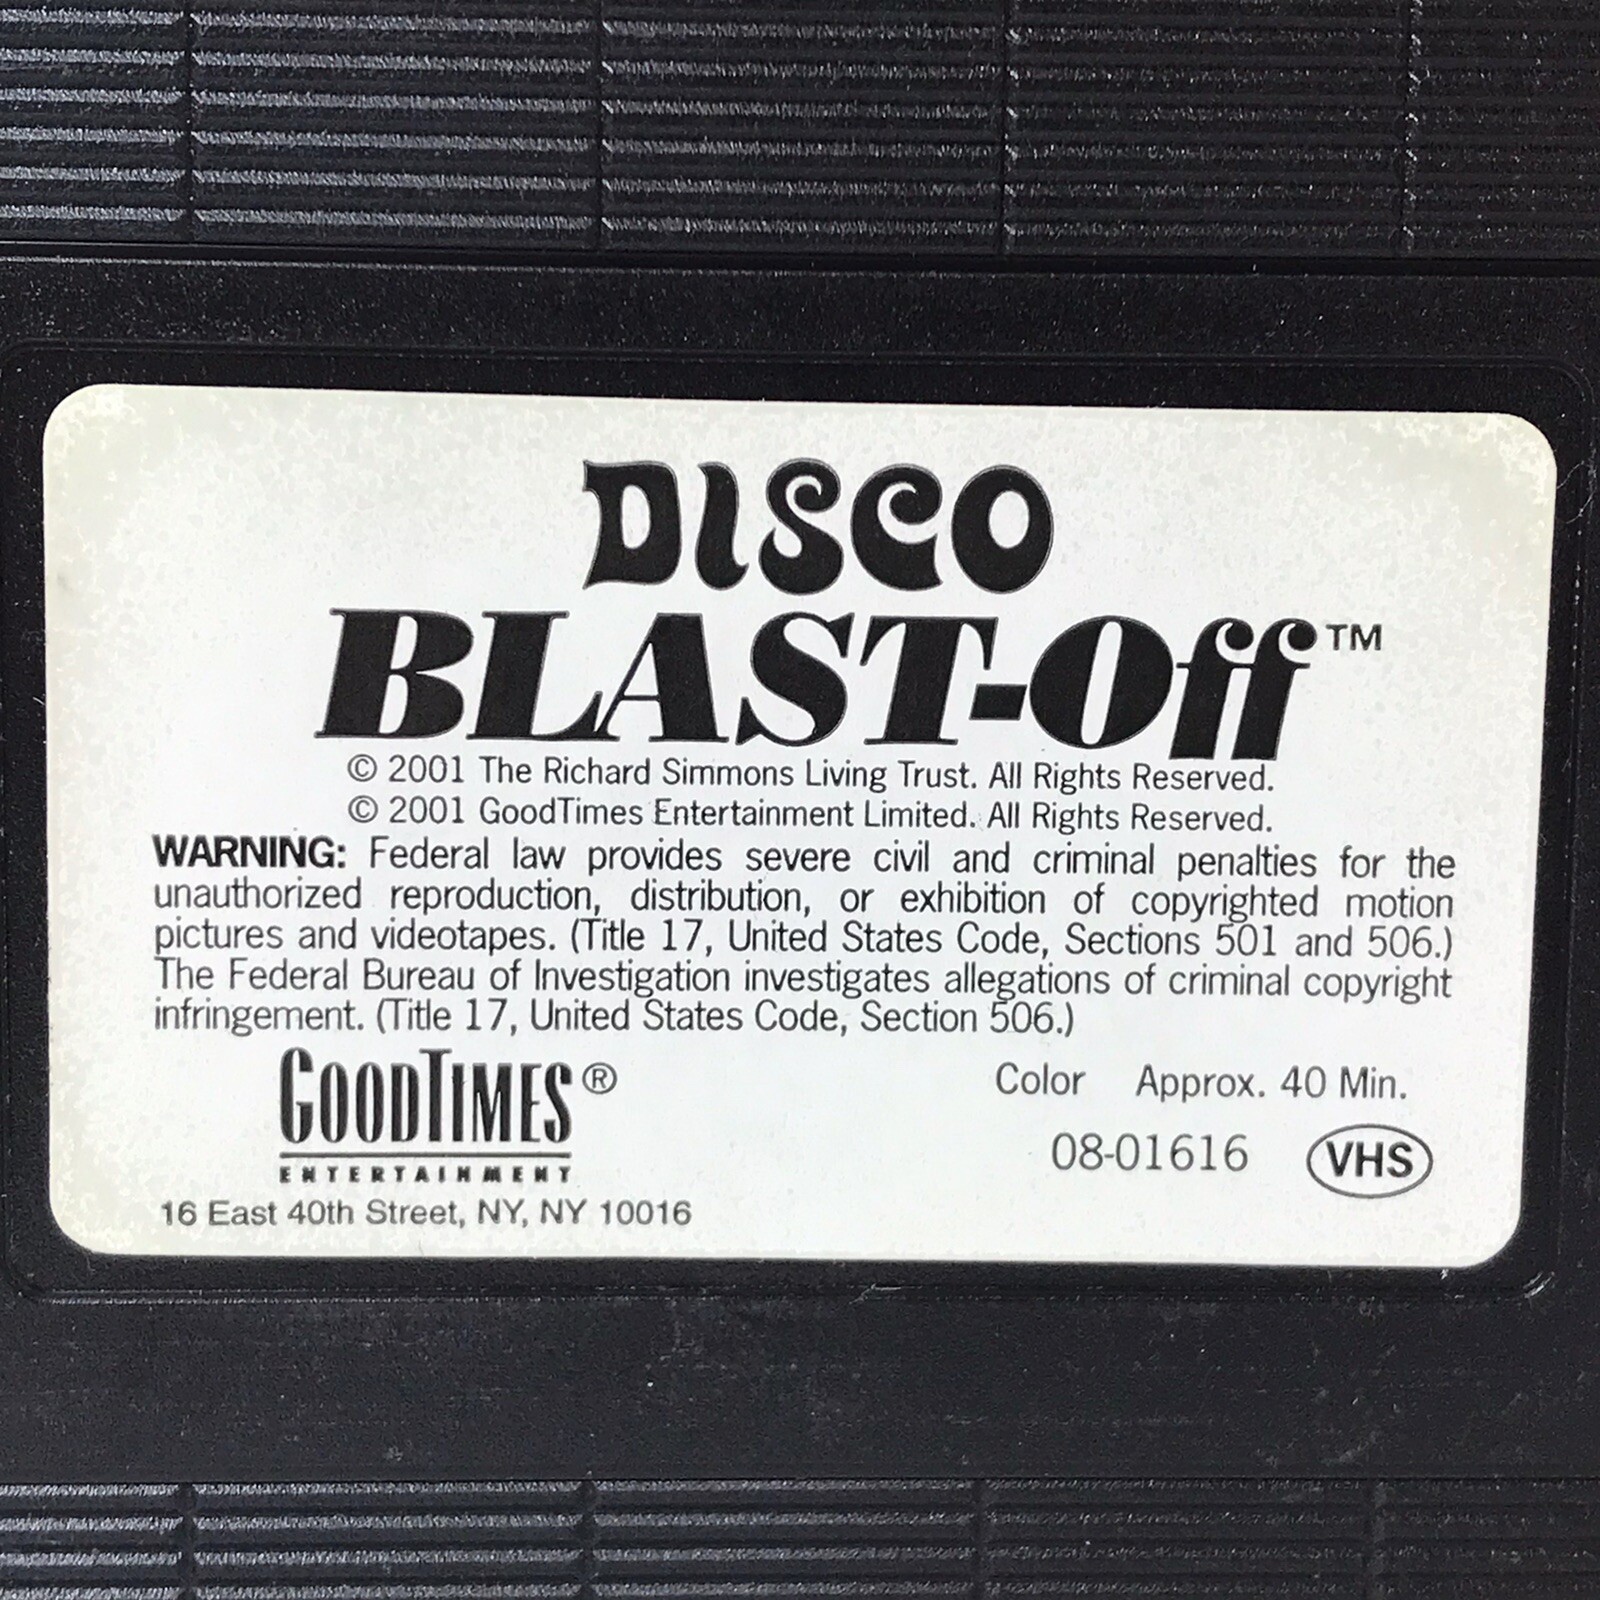 DISCO
BLAST-Off™
© 2001 The Richard Simmons Living Trust. All Rights Reserved.
© 2001 GoodTimes Entertainment Limited. All Rights Reserved.
WARNING: Federal law provides severe civil and criminal penalties for the
unauthorized reproduction, distribution, or exhibition of copyrighted motion
pictures and videotapes. (Title 17, United States Code, Sections 501 and 506.)
The Federal Bureau of Investigation investigates allegations of criminal copyright
infringement. (Title 17, United States Code, Section 506.)
GOODTIMES®
ENTERTAINMENT
16 East 40th Street, NY, NY 10016
Color Approx. 40 Min.
08-01616 VHS